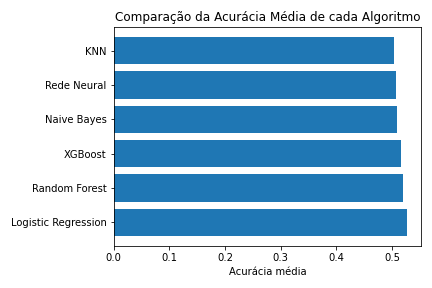 Comparação da Acurácia Média de cada Algoritmo
KNN
Rede Neural
Naive Bayes
XGBoost
Random Forest
Logistic Regression
0.0 0.1 0.2 0.3 0.4 0.5
Acurácia média